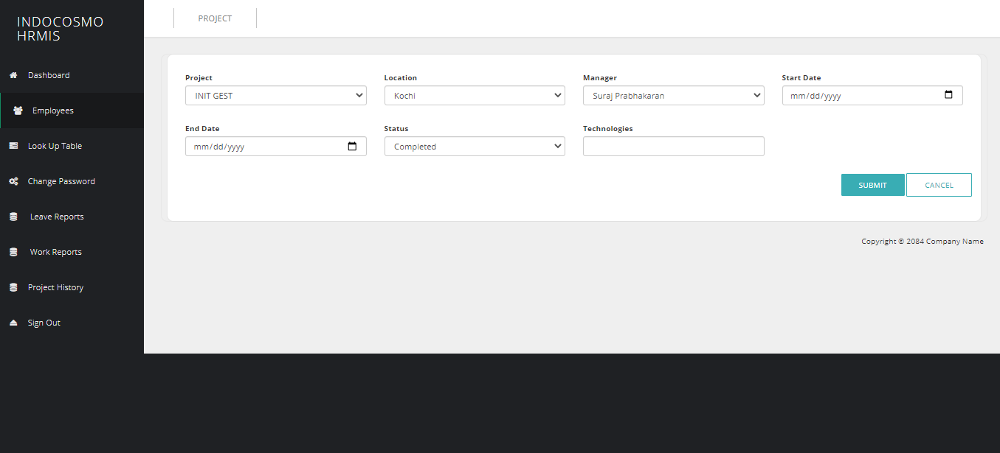 INDOCOSMO
HRMIS
Dashboard
Employees
Look Up Table
Change Password
Leave Reports
Work Reports
Project History
Sign Out
PROJECT
Project Location Manager Start Date
INIT GEST Kochi Suraj Prabhakaran mm/dd/yyyy
End Date Status Technologies
mm/dd/yyyy Completed
SUBMIT CANCEL
Copyright © 2084 Company Name